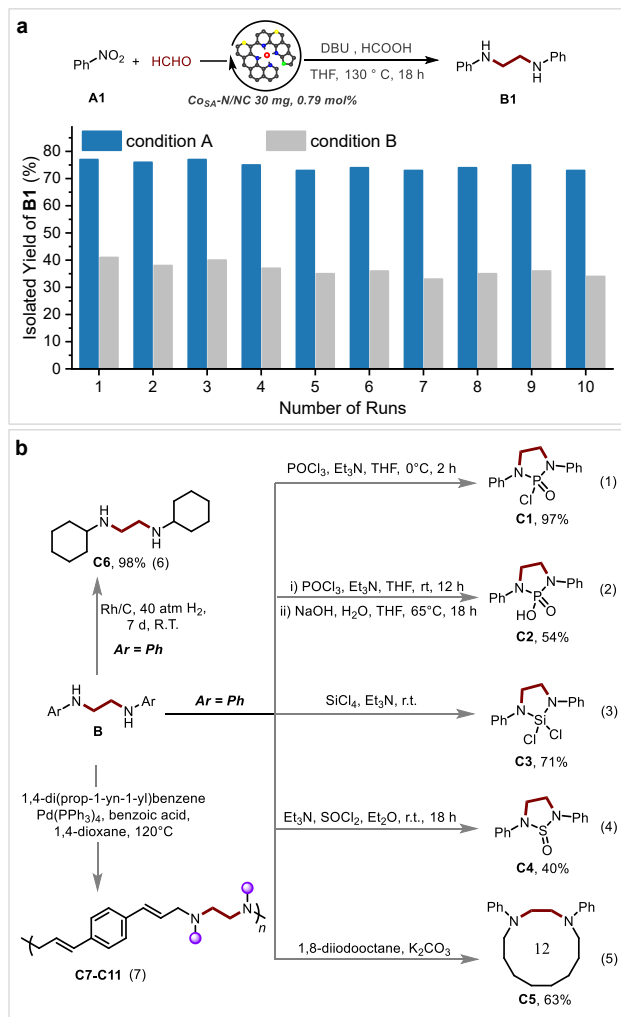 a
PhNO2 + HCHO
DBU , HCOOH
THF, 130 ° C, 18 h
CoSA-N/NC 30 mg, 0.79 mol%
A1
H
Ph N
N Ph
H
B1
condition A
condition B
Isolated Yield of B1 (%)
80
70
60
50
40
30
20
10
0
1 2 3 4 5 6 7 8 9 10
Number of Runs
b
POCl3, Et3N, THF, 0°C, 2 h
Ph N N Ph
P
Cl O
(1)
C1, 97%
H
N
N
H
C6, 98% (6)
i) POCl3, Et3N, THF, rt, 12 h
ii) NaOH, H2O, THF, 65°C, 18 h
Ph N N Ph
P
HO O
(2)
C2, 54%
Rh/C, 40 atm H2,
7 d, R.T.
Ar = Ph
H
Ar N
N Ar
H
B
Ar = Ph
SiCl4, Et3N, r.t.
Ph N N Ph
Si
Cl Cl
(3)
C3, 71%
1,4-di(prop-1-yn-1-yl)benzene
Pd(PPh3)4, benzoic acid,
1,4-dioxane, 120°C
Et3N, SOCl2, Et2O, r.t., 18 h
Ph N N Ph
S
O
(4)
C4, 40%
N
N
n
C7-C11 (7)
1,8-diiodooctane, K2CO3
Ph N N Ph
12
(5)
C5, 63%